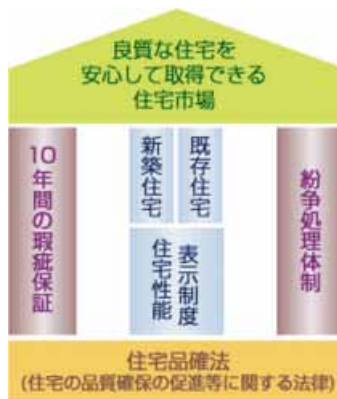 良質な住宅を
安心して取得できる
住宅市場
10年間の瑕疵保証
新築住宅
既存住宅
住宅性能
表示制度
紛争処理体制
住宅品確法
(住宅の品質確保の促進等に関する法律)